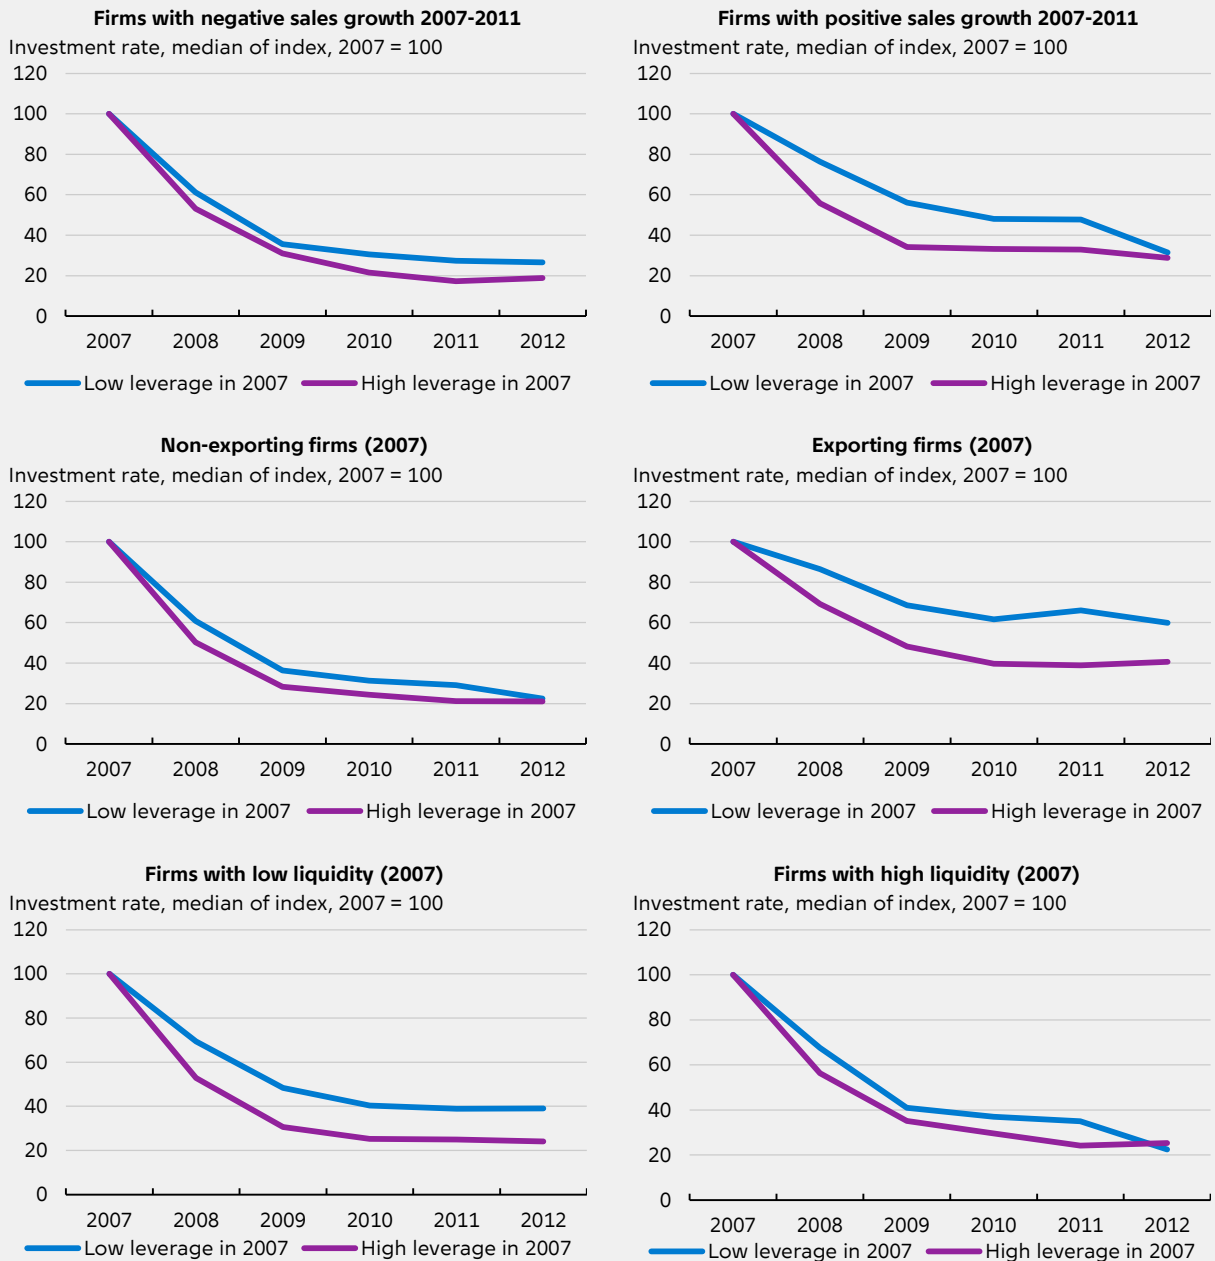 Firms with negative sales growth 2007-2011
Investment rate, median of index, 2007 = 100
120
100
80
60
40
20
0
2007 2008 2009 2010 2011 2012
Low leverage in 2007 High leverage in 2007
Firms with positive sales growth 2007-2011
Investment rate, median of index, 2007 = 100
120
100
80
60
40
20
0
2007 2008 2009 2010 2011 2012
Low leverage in 2007 High leverage in 2007
Non-exporting firms (2007)
Investment rate, median of index, 2007 = 100
120
100
80
60
40
20
0
2007 2008 2009 2010 2011 2012
Low leverage in 2007 High leverage in 2007
Exporting firms (2007)
Investment rate, median of index, 2007 = 100
120
100
80
60
40
20
0
2007 2008 2009 2010 2011 2012
Low leverage in 2007 High leverage in 2007
Firms with low liquidity (2007)
Investment rate, median of index, 2007 = 100
120
100
80
60
40
20
0
2007 2008 2009 2010 2011 2012
Low leverage in 2007 High leverage in 2007
Firms with high liquidity (2007)
Investment rate, median of index, 2007 = 100
120
100
80
60
40
20
0
2007 2008 2009 2010 2011 2012
Low leverage in 2007 High leverage in 2007